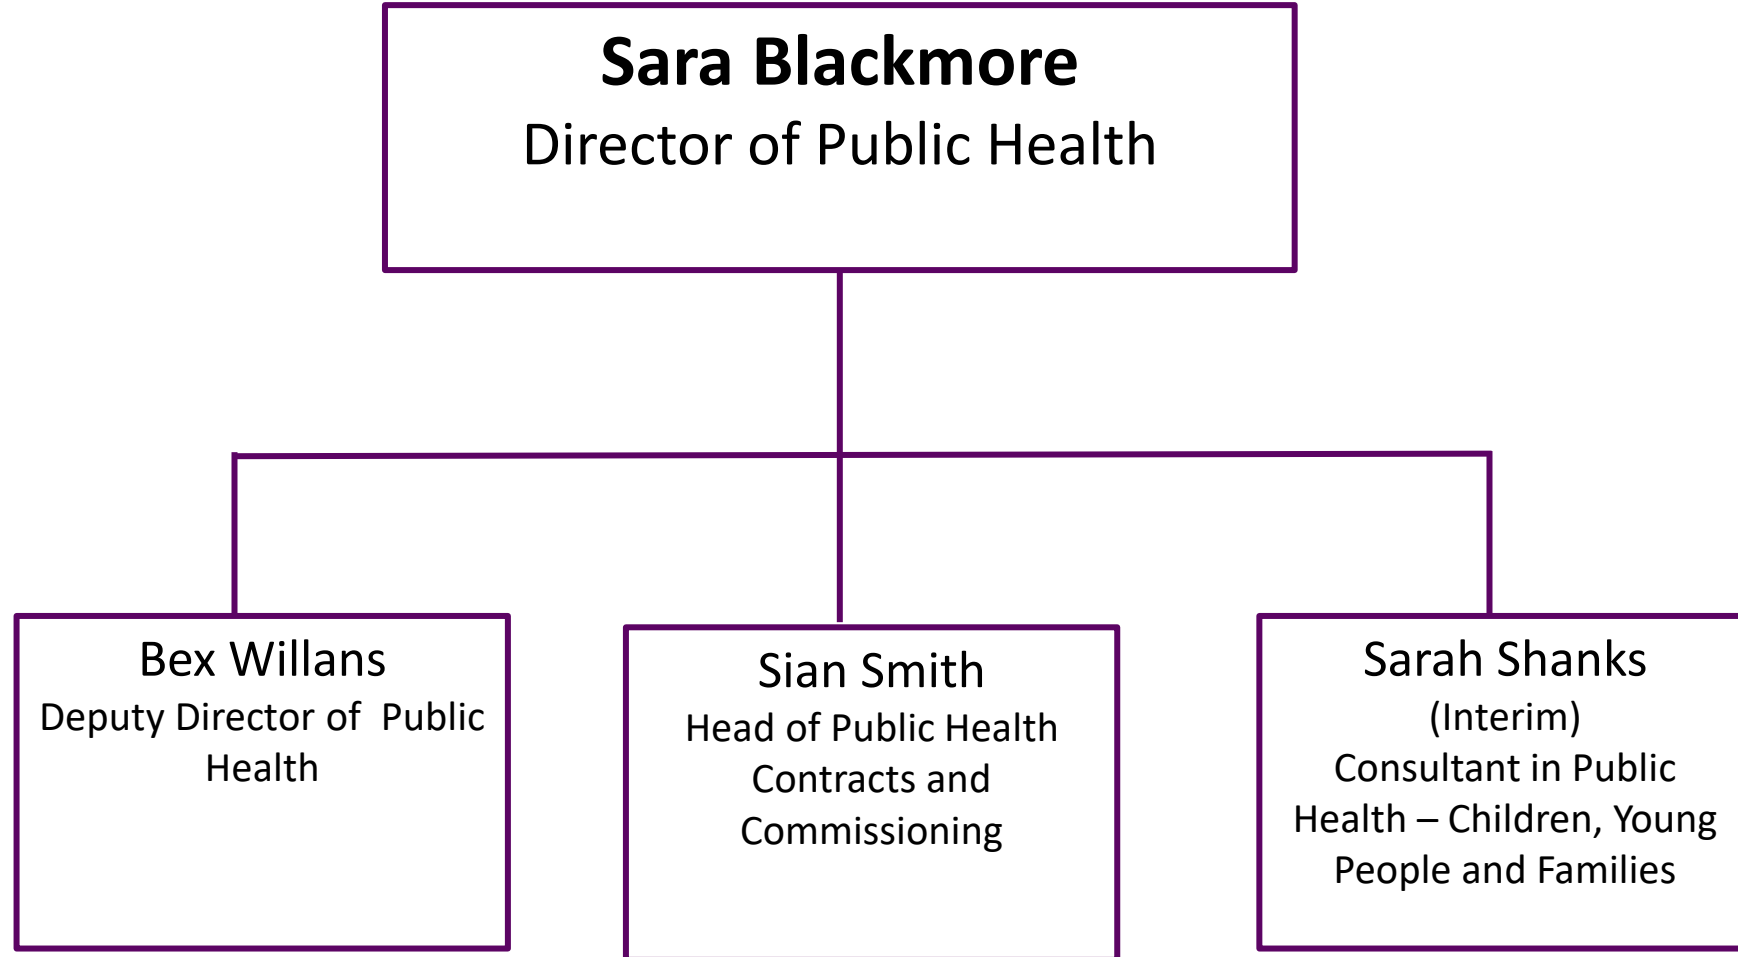 Sara Blackmore
Director of Public Health
Bex Willans
Deputy Director of  Public
Health
Sian Smith
Head of Public Health
Contracts and
Commissioning
Sarah Shanks
(Interim)
Consultant in Public
Health – Children, Young
People and Families